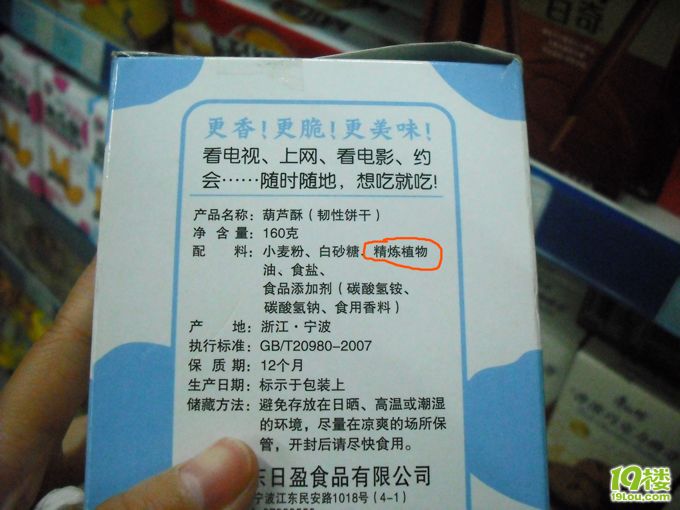 日奇
更香！更脆！更美味！
看电视、上网、看电影、约
会……随时随地，想吃就吃!
产品名称：葫芦酥（韧性饼干）
净 含 量：160克
配 料：小麦粉、白砂糖、精炼植物
油、食盐、
食品添加剂（碳酸氢铵、
碳酸氢钠、食用香料）
产 地：浙江·宁波
执行标准：GB/T20980-2007
保 质 期：12个月
生产日期：标示于包装上
储藏方法：避免存放在日晒、高温或潮湿
的环境，尽量在凉爽的场所保
管，开封后请尽快食用。
东日盈食品有限公司
宁波江东民安路1018号（4-1）
19楼
19lou.com